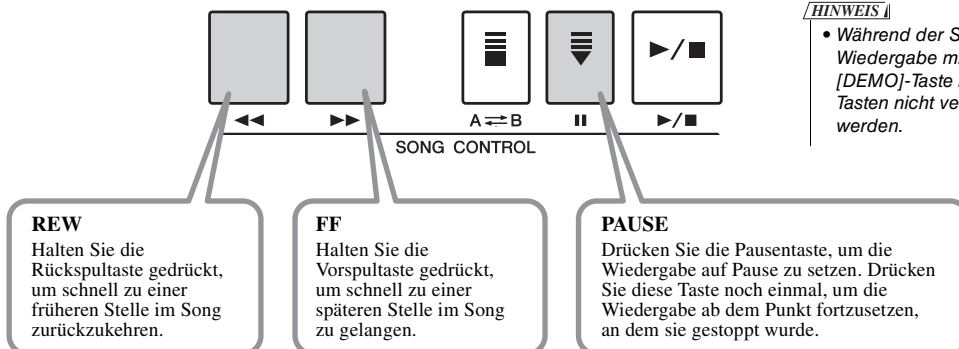 HINWEIS
• Während der S
Wiedergabe m
[DEMO]-Taste
Tasten nicht ve
werden.
►/■
◄◄ ►► A⇄B ❚❚ ►/■
SONG CONTROL
REW
Halten Sie die
Rückspultaste gedrückt,
um schnell zu einer
früheren Stelle im Song
zurückzukehren.
FF
Halten Sie die
Vorspultaste gedrückt,
um schnell zu einer
späteren Stelle im Song
zu gelangen.
PAUSE
Drücken Sie die Pausentaste, um die
Wiedergabe auf Pause zu setzen. Drücken
Sie diese Taste noch einmal, um die
Wiedergabe ab dem Punkt fortzusetzen,
an dem sie gestoppt wurde.